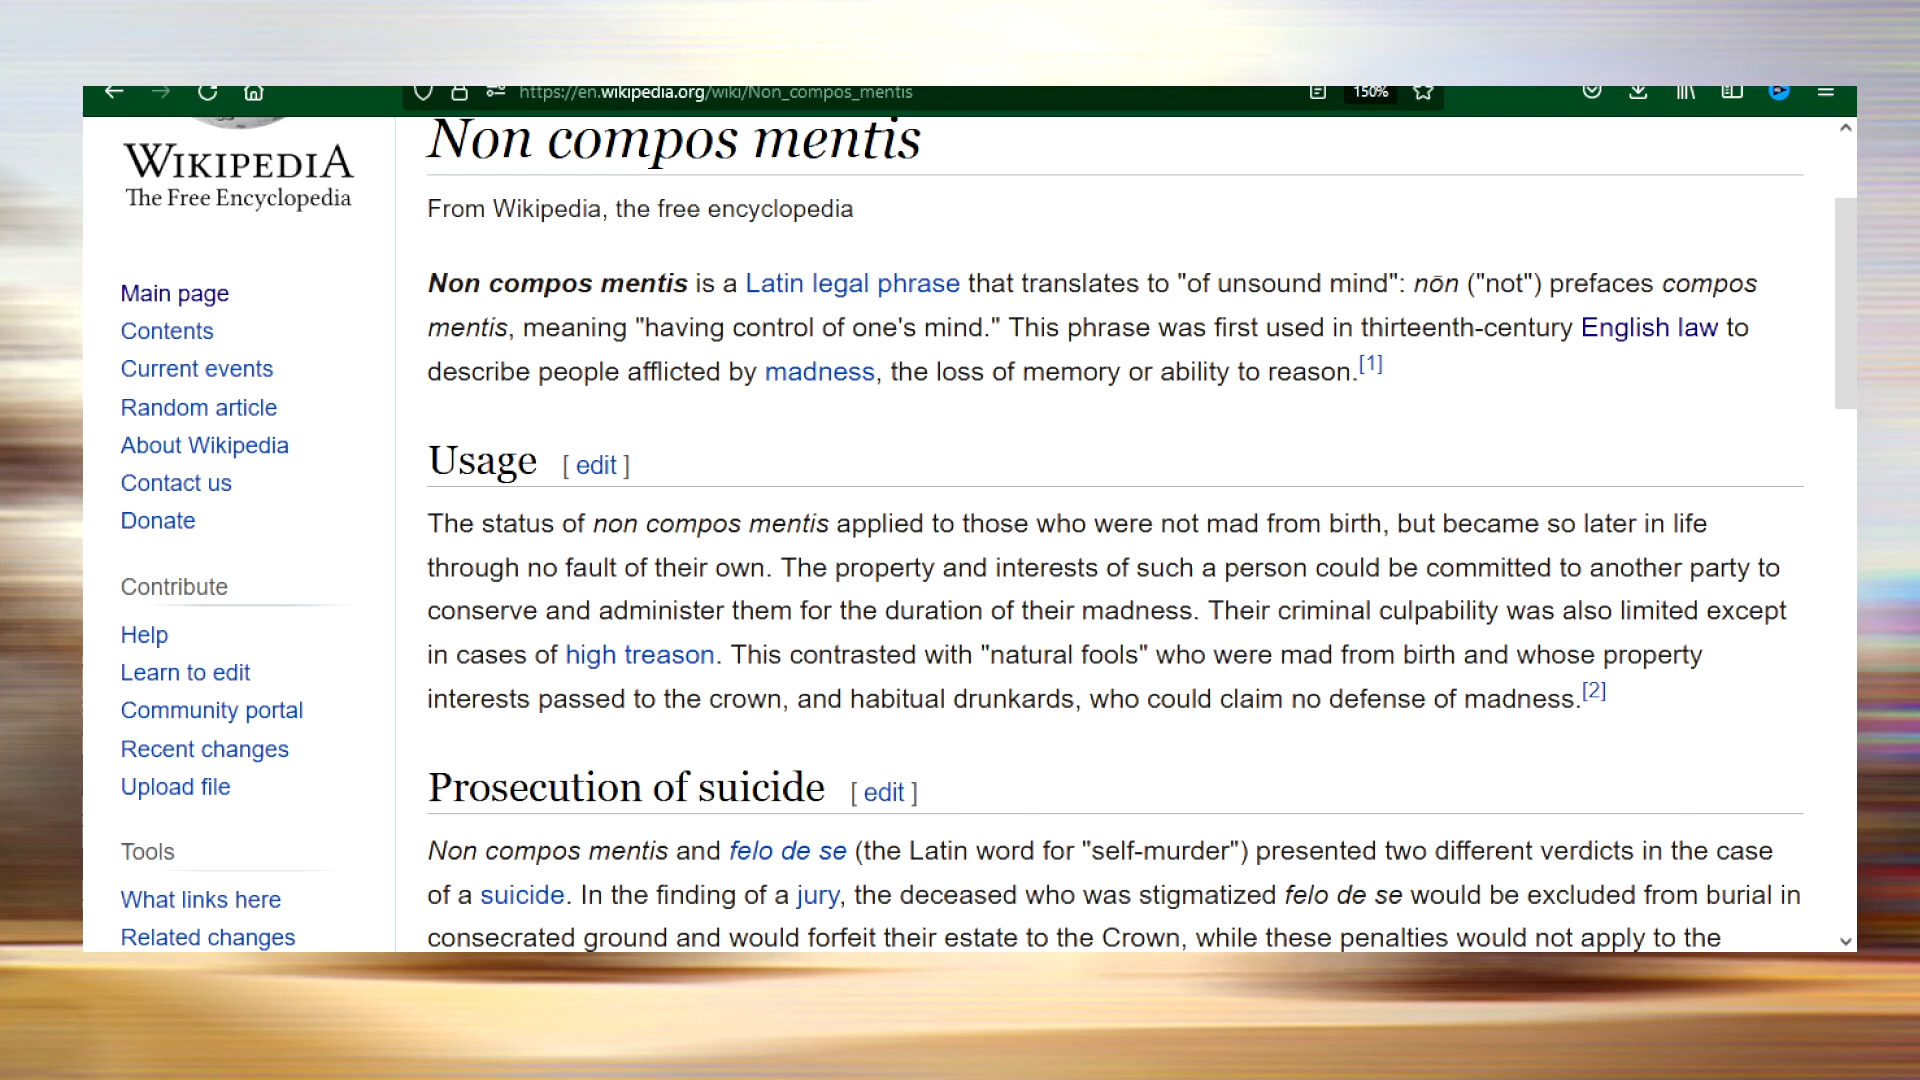 https://en.wikipedia.org/wiki/Non_compos_mentis
150%
WIKIPEDIA
The Free Encyclopedia
Main page
Contents
Current events
Random article
About Wikipedia
Contact us
Donate
Contribute
Help
Learn to edit
Community portal
Recent changes
Upload file
Tools
What links here
Related changes
Non compos mentis
From Wikipedia, the free encyclopedia
Non compos mentis is a Latin legal phrase that translates to "of unsound mind": nōn ("not") prefaces compos
mentis, meaning "having control of one's mind." This phrase was first used in thirteenth-century English law to
describe people afflicted by madness, the loss of memory or ability to reason.[1]
Usage [ edit ]
The status of non compos mentis applied to those who were not mad from birth, but became so later in life
through no fault of their own. The property and interests of such a person could be committed to another party to
conserve and administer them for the duration of their madness. Their criminal culpability was also limited except
in cases of high treason. This contrasted with "natural fools" who were mad from birth and whose property
interests passed to the crown, and habitual drunkards, who could claim no defense of madness.[2]
Prosecution of suicide [ edit ]
Non compos mentis and felo de se (the Latin word for "self-murder") presented two different verdicts in the case
of a suicide. In the finding of a jury, the deceased who was stigmatized felo de se would be excluded from burial in
consecrated ground and would forfeit their estate to the Crown, while these penalties would not apply to the